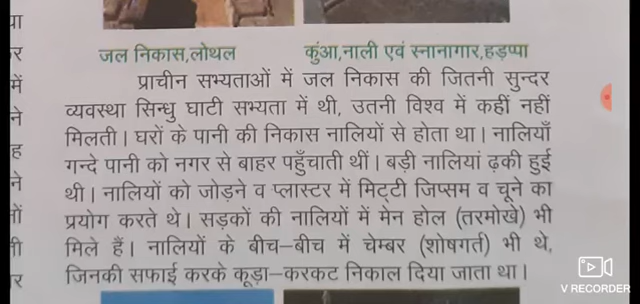 जल निकास,लोथल
कुंआ,नाली एवं स्नानागार,हड़प्पा
प्राचीन सभ्यताओं में जल निकास की जितनी सुन्दर
व्यवस्था सिन्धु घाटी सभ्यता में थी, उतनी विश्व में कहीं नहीं
मिलती। घरों के पानी की निकास नालियों से होता था। नालियाँ
गन्दे पानी को नगर से बाहर पहुँचाती थीं। बड़ी नालियां ढ़की हुई
थी। नालियों को जोड़ने व प्लास्टर में मिट्टी जिप्सम व चूने का
प्रयोग करते थे। सड़कों की नालियों में मेन होल (तरमोखे) भी
मिले हैं। नालियों के बीच–बीच में चेम्बर (शोषगर्त) भी थे,
जिनकी सफाई करके कूड़ा–करकट निकाल दिया जाता था।
V RECORDER